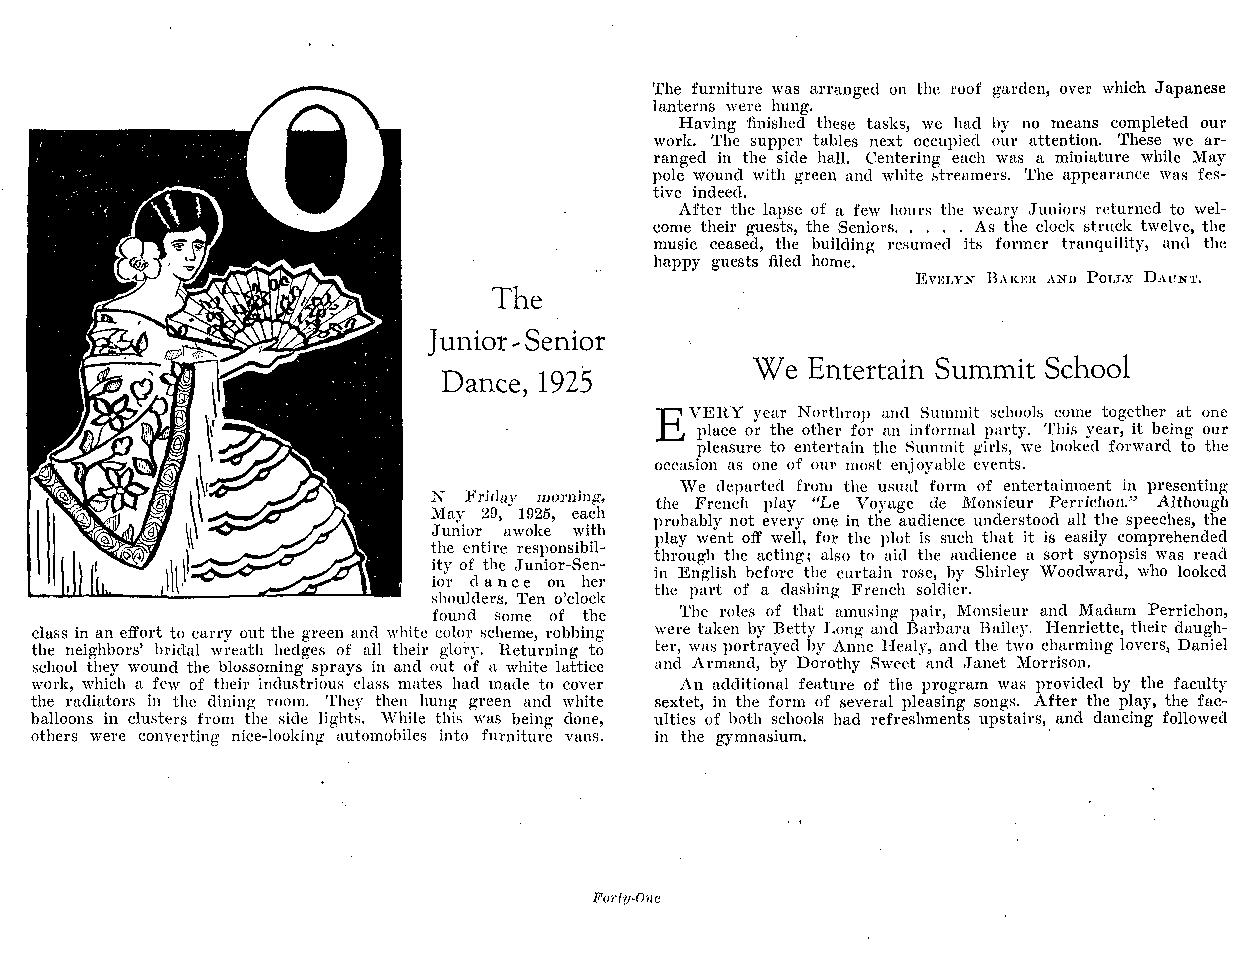 O
The
Junior-Senior
Dance, 1925
N Friday morning,
May 29, 1925, each
Junior awoke with
the entire responsibil-
ity of the Junior-Sen-
ior dance on her
shoulders. Ten o'clock
found some of the
class in an effort to carry out the green and white color scheme, robbing
the neighbors' bridal wreath hedges of all their glory. Returning to
school they wound the blossoming sprays in and out of a white lattice
work, which a few of their industrious class mates had made to cover
the radiators in the dining room. They then hung green and white
balloons in clusters from the side lights. While this was being done,
others were converting nice-looking automobiles into furniture vans.
The furniture was arranged on the roof garden, over which Japanese
lanterns were hung.
Having finished these tasks, we had by no means completed our
work. The supper tables next occupied our attention. These we ar-
ranged in the side hall. Centering each was a miniature while May
pole wound with green and white streamers. The appearance was fes-
tive indeed.
After the lapse of a few hours the weary Juniors returned to wel-
come their guests, the Seniors. . . . . As the clock struck twelve, the
music ceased, the building resumed its former tranquility, and the
happy guests filed home.
Evelyn Baker and Polly Daunt.
We Entertain Summit School
EVERY year Northrop and Summit schools come together at one
place or the other for an informal party. This year, it being our
pleasure to entertain the Summit girls, we looked forward to the
occasion as one of our most enjoyable events.
We departed from the usual form of entertainment in presenting
the French play "Le Voyage de Monsieur Perrichon." Although
probably not every one in the audience understood all the speeches, the
play went off well, for the plot is such that it is easily comprehended
through the acting; also to aid the audience a sort synopsis was read
in English before the curtain rose, by Shirley Woodward, who looked
the part of a dashing French soldier.
The roles of that amusing pair, Monsieur and Madam Perrichon,
were taken by Betty Long and Barbara Bailey. Henriette, their daugh-
ter, was portrayed by Anne Healy, and the two charming lovers, Daniel
and Armand, by Dorothy Sweet and Janet Morrison.
An additional feature of the program was provided by the faculty
sextet, in the form of several pleasing songs. After the play, the fac-
ulties of both schools had refreshments upstairs, and dancing followed
in the gymnasium.
Forty-One